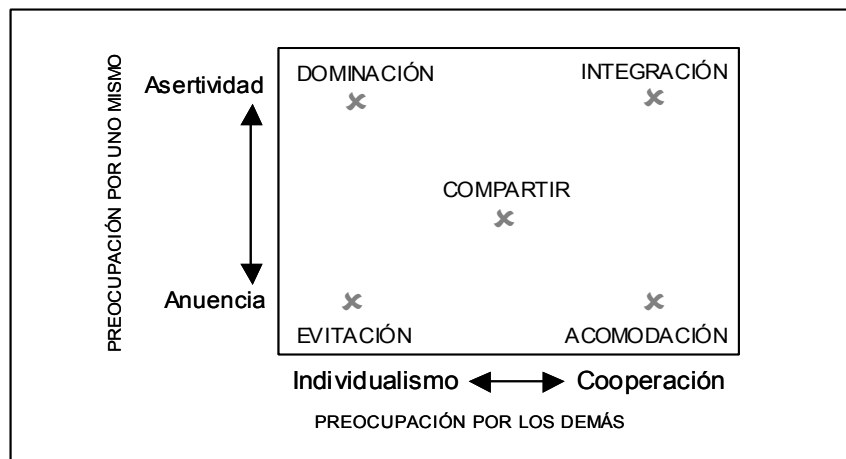 PREOCUPACIÓN POR UNO MISMO
Asertividad
Anuencia
DOMINACIÓN
INTEGRACIÓN
COMPARTIR
EVITACIÓN
ACOMODACIÓN
Individualismo
Cooperación
PREOCUPACIÓN POR LOS DEMÁS